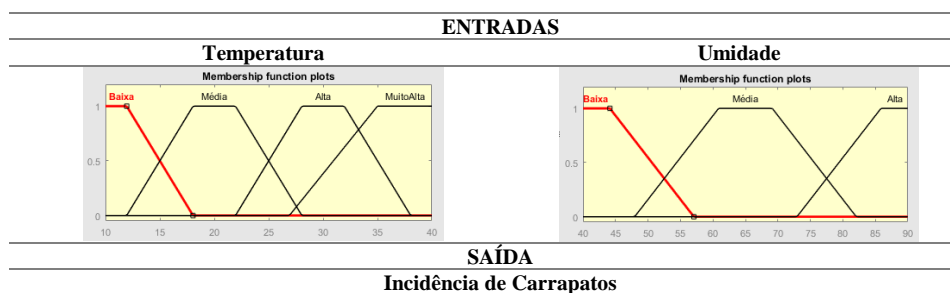 ENTRADAS
Temperatura
Umidade
Membership function plots
Baixa
Média
Alta
MuitoAlta
1
0.5
0
10 15 20 25 30 35 40
Membership function plots
Baixa
Média
Alta
1
0.5
0
40 45 50 55 60 65 70 75 80 85 90
SAÍDA
Incidência de Carrapatos